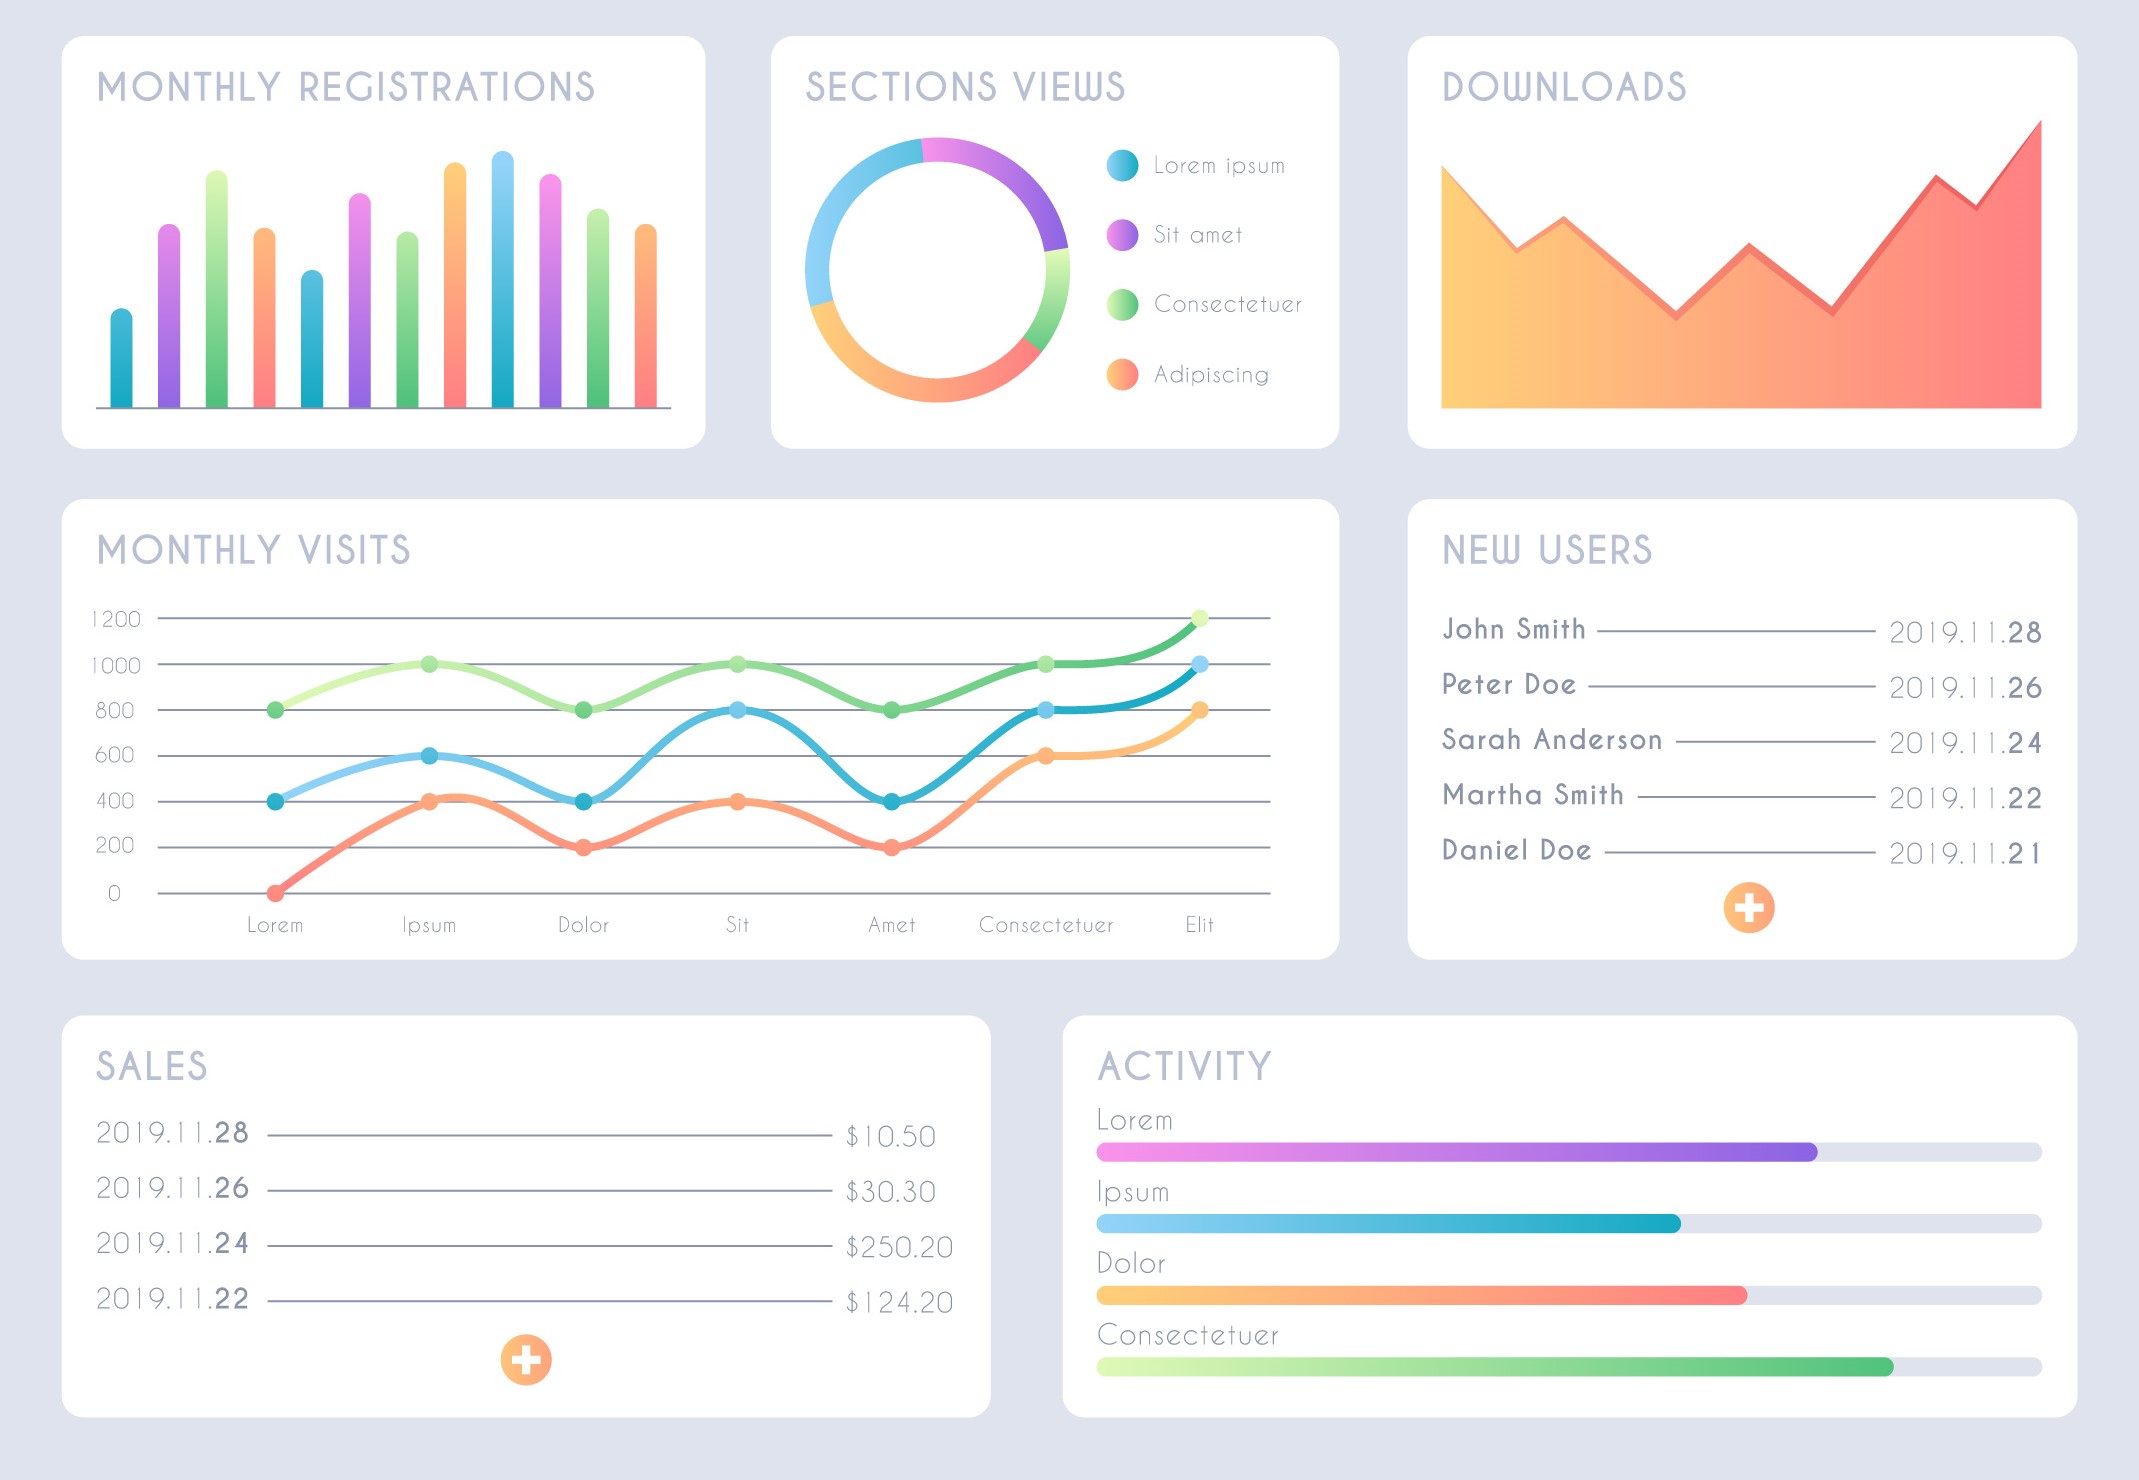 MONTHLY REGISTRATIONS
SECTIONS VIEWS
Lorem ipsum
Sit amet
Consectetuer
Adipiscing
DOWNLOADS
MONTHLY VISITS
1200
1000
800
600
400
200
0
Lorem Ipsum Dolor Sit Amet Consectetuer Elit
NEW USERS
John Smith 2019.11.28
Peter Doe 2019.11.26
Sarah Anderson 2019.11.24
Martha Smith 2019.11.22
Daniel Doe 2019.11.21
SALES
2019.11.28 $10.50
2019.11.26 $30.30
2019.11.24 $250.20
2019.11.22 $124.20
ACTIVITY
Lorem
Ipsum
Dolor
Consectetuer